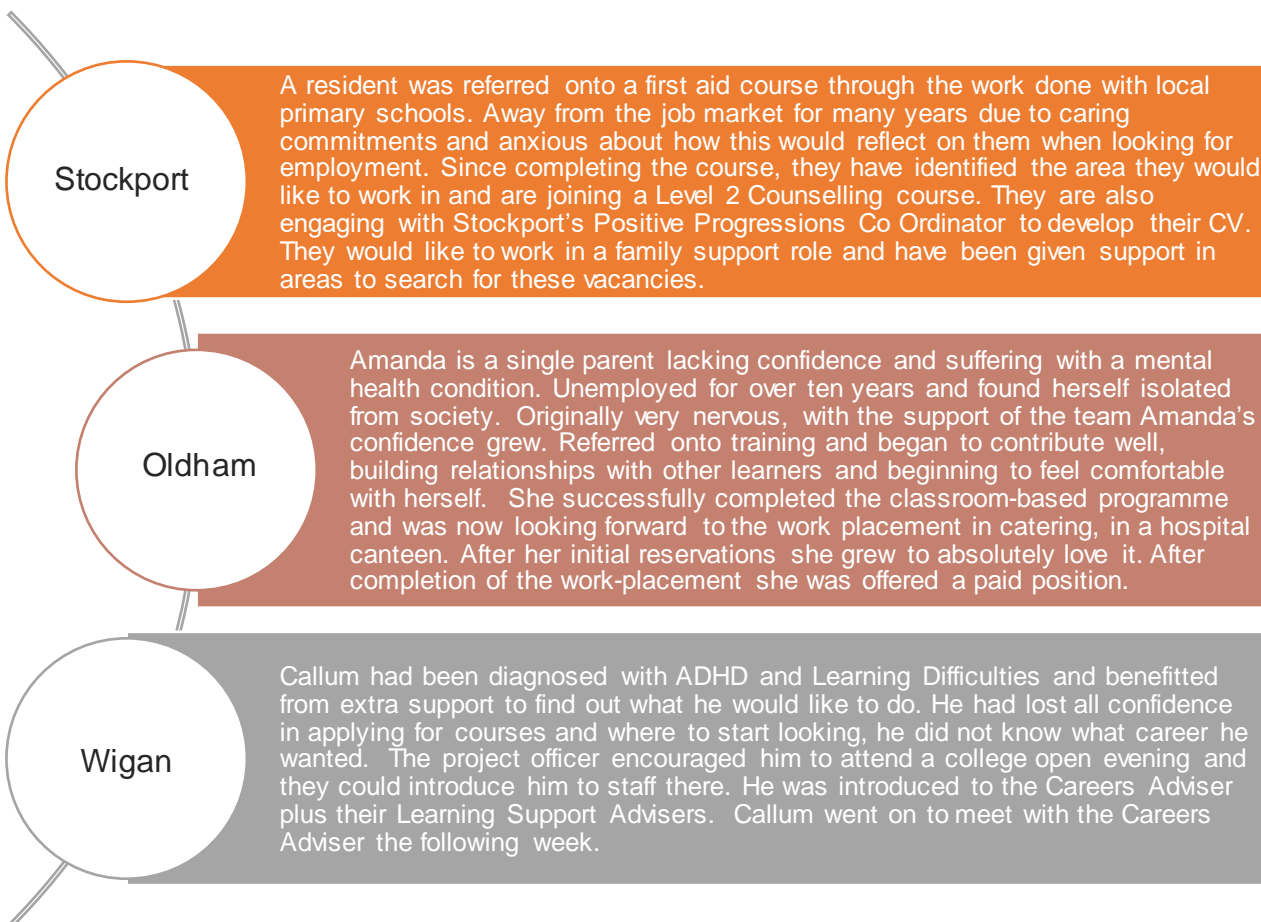 Stockport
A resident was referred onto a first aid course through the work done with local
primary schools. Away from the job market for many years due to caring
commitments and anxious about how this would reflect on them when looking for
employment. Since completing the course, they have identified the area they would
like to work in and are joining a Level 2 Counselling course. They are also
engaging with Stockport's Positive Progressions Co Ordinator to develop their CV.
They would like to work in a family support role and have been given support in
areas to search for these vacancies.
Oldham
Amanda is a single parent lacking confidence and suffering with a mental
health condition. Unemployed for over ten years and found herself isolated
from society. Originally very nervous, with the support of the team Amanda's
confidence grew. Referred onto training and began to contribute well,
building relationships with other learners and beginning to feel comfortable
with herself. She successfully completed the classroom-based programme
and was now looking forward to the work placement in catering, in a hospital
canteen. After her initial reservations she grew to absolutely love it. After
completion of the work-placement she was offered a paid position.
Wigan
Callum had been diagnosed with ADHD and Learning Difficulties and benefitted
from extra support to find out what he would like to do. He had lost all confidence
in applying for courses and where to start looking, he did not know what career he
wanted. The project officer encouraged him to attend a college open evening and
they could introduce him to staff there. He was introduced to the Careers Adviser
plus their Learning Support Advisers. Callum went on to meet with the Careers
Adviser the following week.